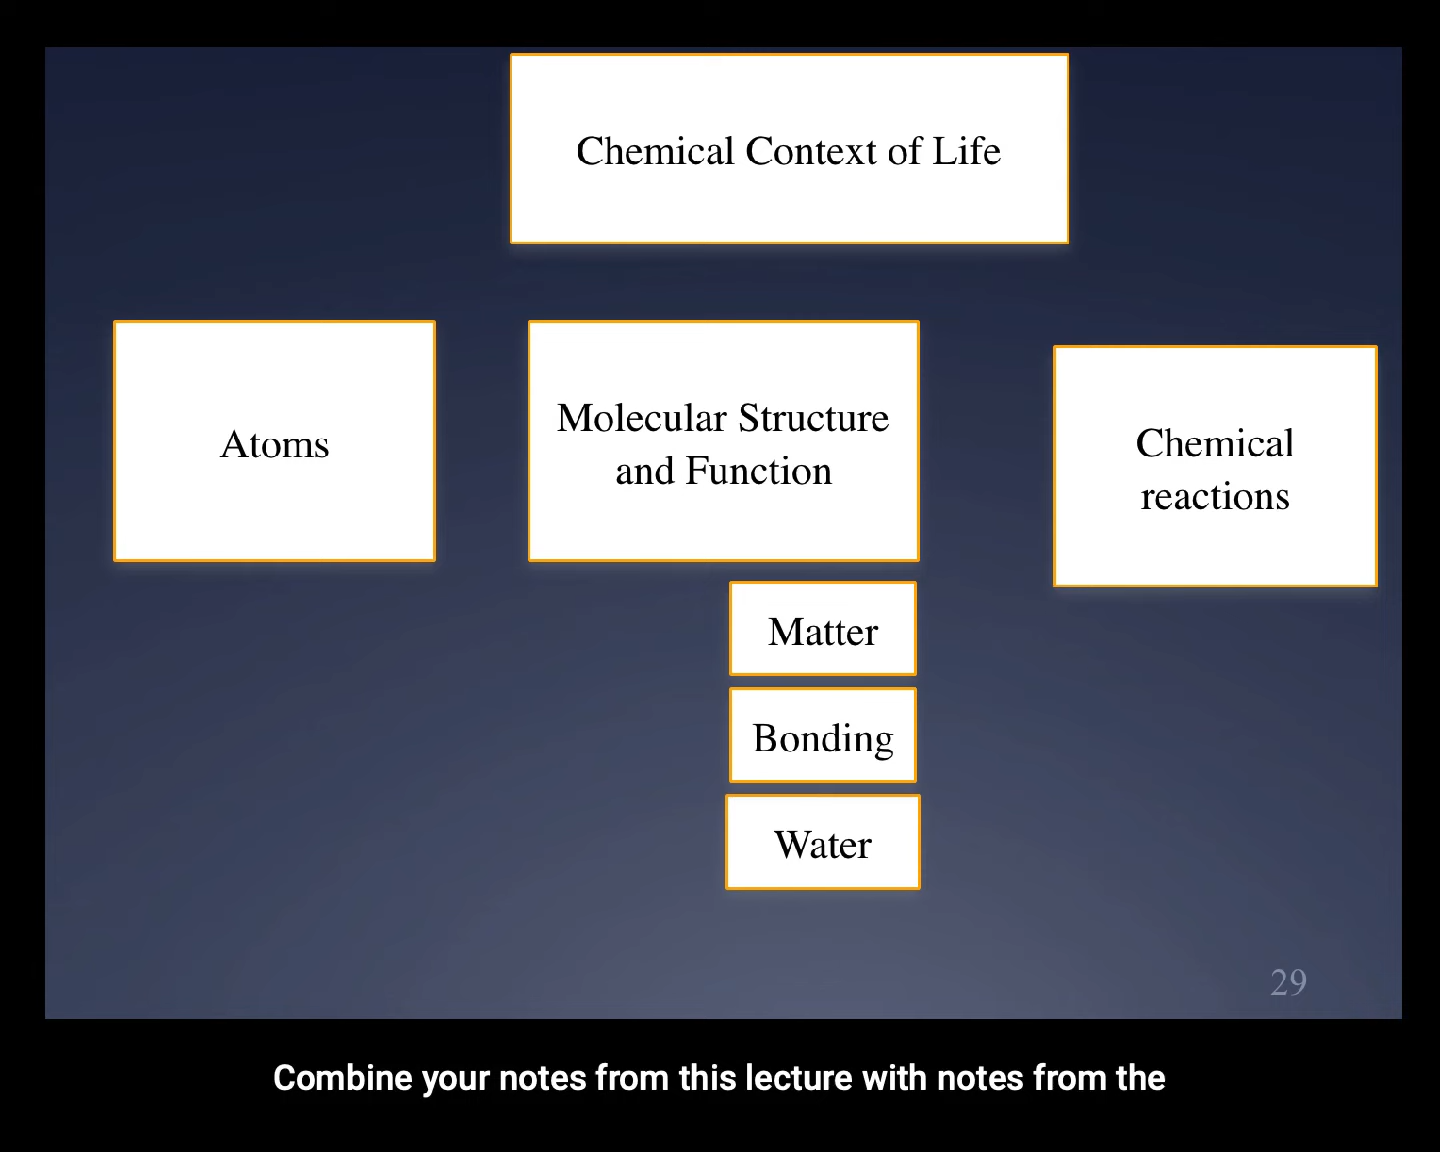 Chemical Context of Life
Atoms
Molecular Structure
and Function
Chemical
reactions
Matter
Bonding
Water
29
Combine your notes from this lecture with notes from the